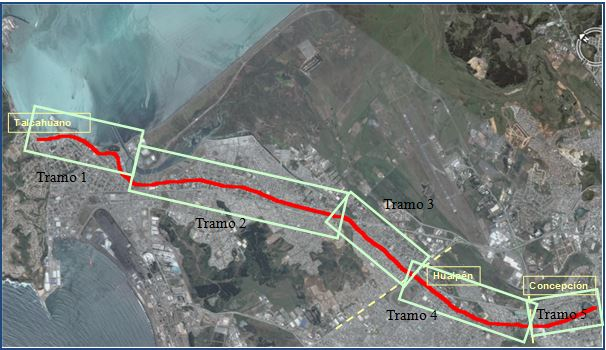 Talcahuano
Tramo 1
Tramo 2
Tramo 3
Hualpén
Tramo 4
Concepción
Tramo 5
N